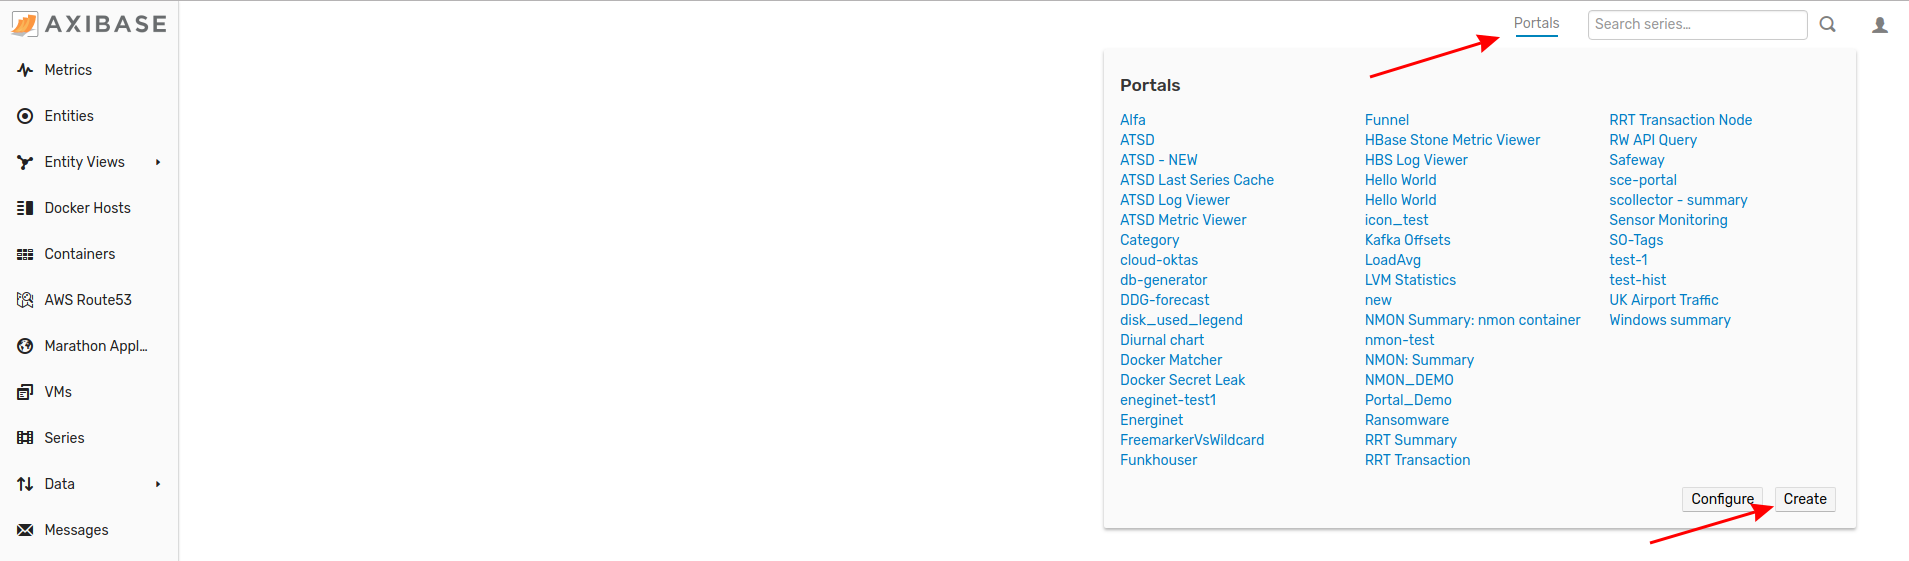 AXIBASE
Portals
Search series...
Metrics
Entities
Entity Views
Docker Hosts
Containers
AWS Route53
Marathon Appl...
VMs
Series
Data
Messages
Portals
Alfa
ATSD
ATSD - NEW
ATSD Last Series Cache
ATSD Log Viewer
ATSD Metric Viewer
Category
cloud-oktas
db-generator
DDG-forecast
disk_used_legend
Diurnal chart
Docker Matcher
Docker Secret Leak
eneginet-test1
Energinet
FreemarkerVsWildcard
Funkhouser
Funnel
HBase Stone Metric Viewer
HBS Log Viewer
Hello World
Hello World
icon_test
Kafka Offsets
LoadAvg
LVM Statistics
new
NMON Summary: nmon container
nmon-test
NMON: Summary
NMON_DEMO
Portal_Demo
Ransomware
RRT Summary
RRT Transaction
RRT Transaction Node
RW API Query
Safeway
sce-portal
scollector - summary
Sensor Monitoring
SO-Tags
test-1
test-hist
UK Airport Traffic
Windows summary
Configure
Create